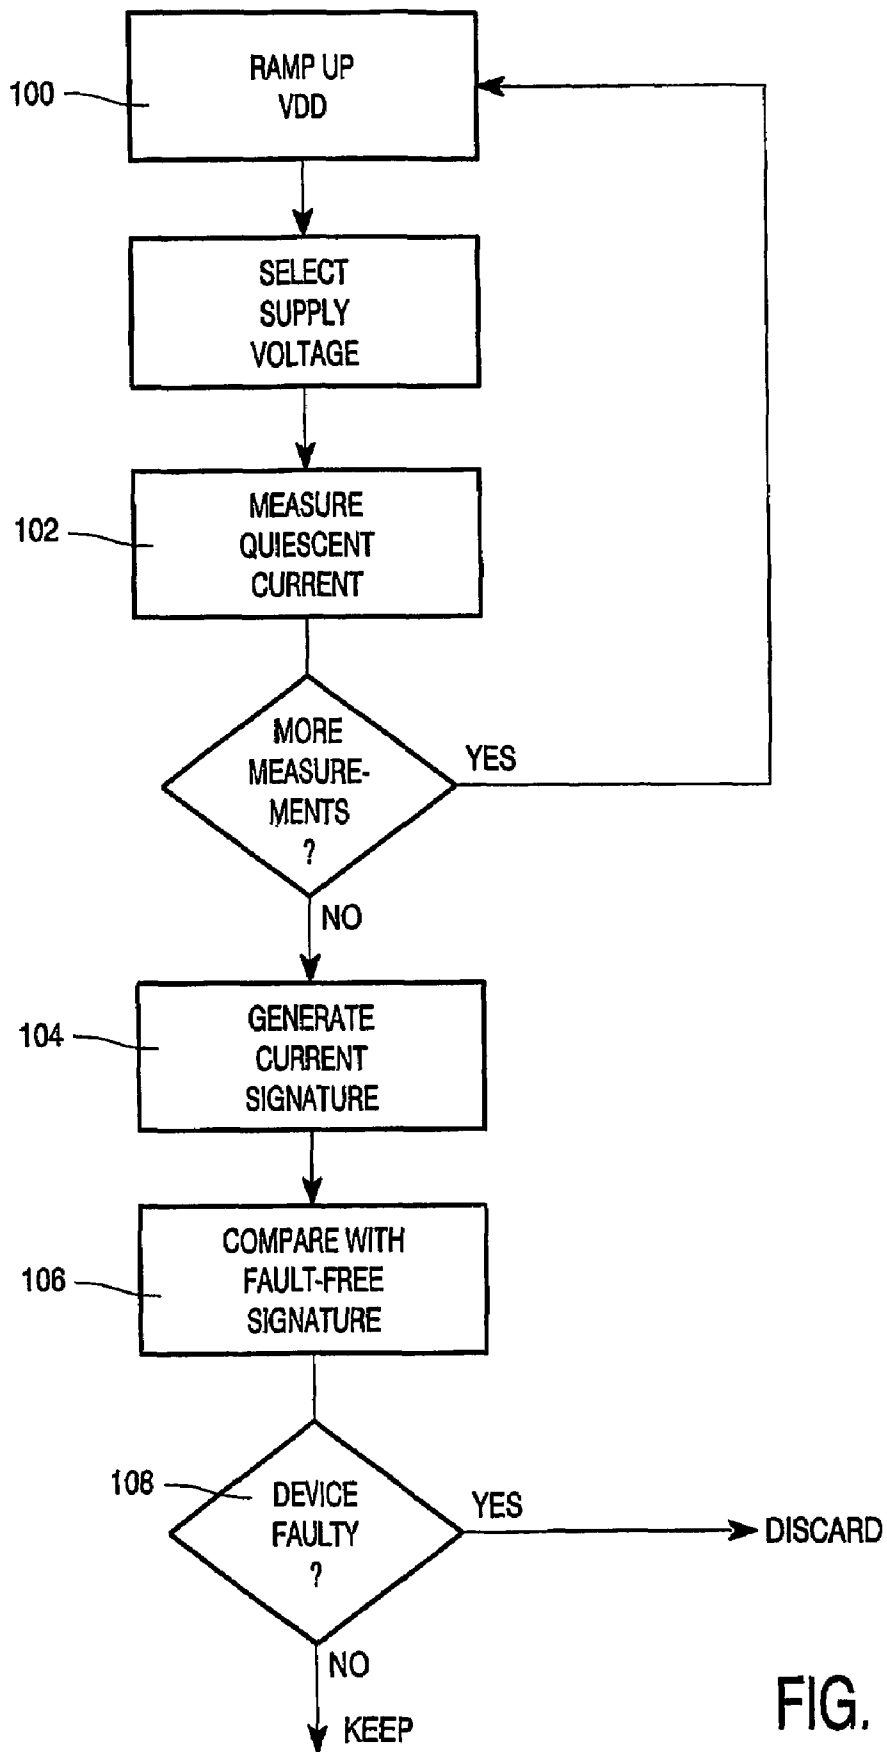 RAMP UP
VDD
100
SELECT
SUPPLY
VOLTAGE
MEASURE
QUIESCENT
CURRENT
102
MORE
MEASURE-
MENTS
?
YES
NO
GENERATE
CURRENT
SIGNATURE
104
COMPARE WITH
FAULT-FREE
SIGNATURE
106
108
DEVICE
FAULTY
?
YES
DISCARD
NO
KEEP
FIG.